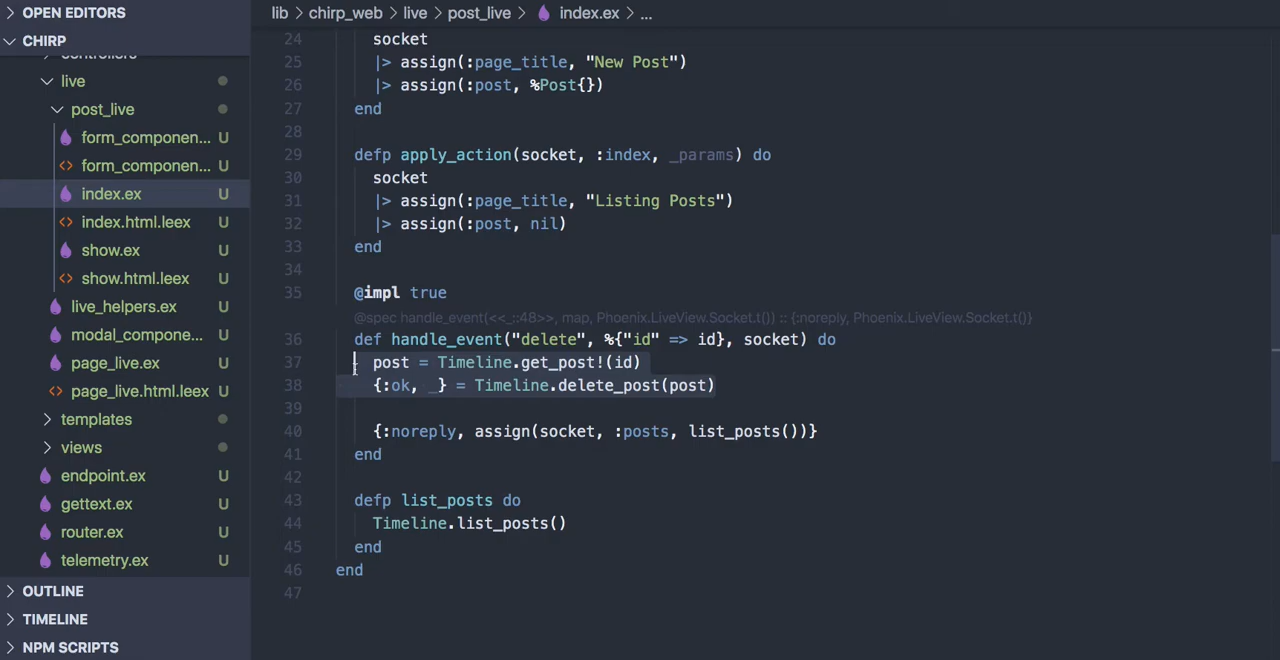 OPEN EDITORS
CHIRP
controllers
live
post_live
form_componen... U
form_componen... U
index.ex U
index.html.leex U
show.ex U
show.html.leex U
live_helpers.ex U
modal_compone... U
page_live.ex U
page_live.html.leex U
templates
views
endpoint.ex U
gettext.ex U
router.ex U
telemetry.ex U
OUTLINE
TIMELINE
NPM SCRIPTS
lib > chirp_web > live > post_live > index.ex > ...
24 socket
25 |> assign(:page_title, "New Post")
26 |> assign(:post, %Post{})
27 end
28
29 defp apply_action(socket, :index, _params) do
30 socket
31 |> assign(:page_title, "Listing Posts")
32 |> assign(:post, nil)
33 end
34
35 @impl true
@spec handle_event(<<_::48>>, map, Phoenix.LiveView.Socket.t()) :: {:noreply, Phoenix.LiveView.Socket.t()}
36 def handle_event("delete", %{"id" => id}, socket) do
37 post = Timeline.get_post!(id)
38 {:ok, _} = Timeline.delete_post(post)
39
40 {:noreply, assign(socket, :posts, list_posts())}
41 end
42
43 defp list_posts do
44 Timeline.list_posts()
45 end
46 end
47